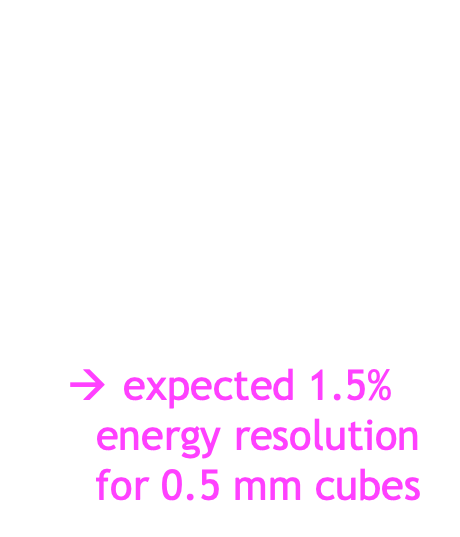 → expected 1.5%
energy resolution
for 0.5 mm cubes